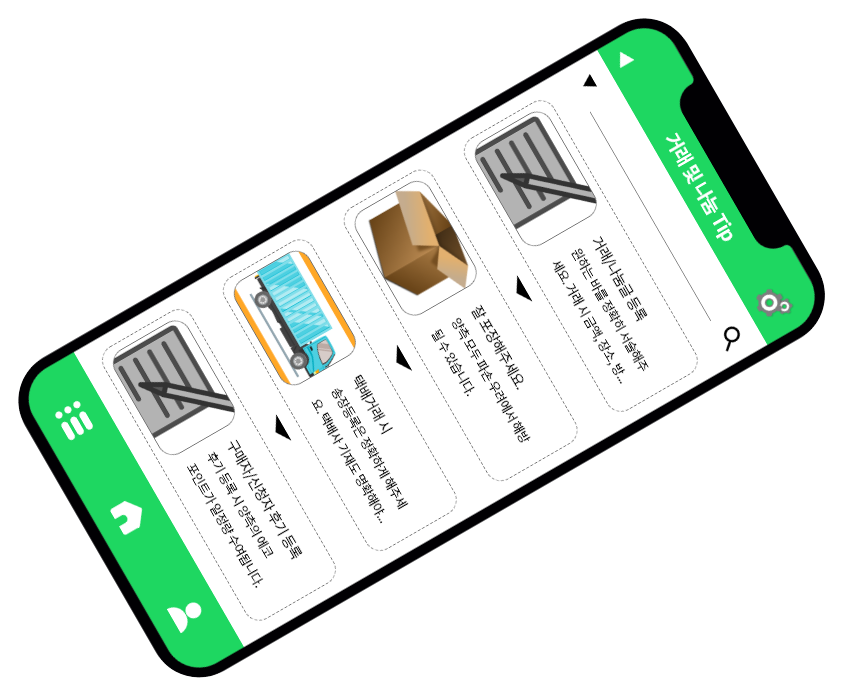 거래 및 나눔 Tip
거래/나눔글 등록
원하는 바를 정확히 서술해주
세요. 거래 시 금액, 장소, 방...
잘 포장해주세요.
양측 모두 파손 우려에서 해방
될 수 있습니다.
택배거래 시
송장등록은 정확하게 해주세
요. 택배사 기재도 명확해야...
구매자/신청자 후기 등록
후기 등록 시 양측의 에코
포인트가 일정량 수여됩니다.